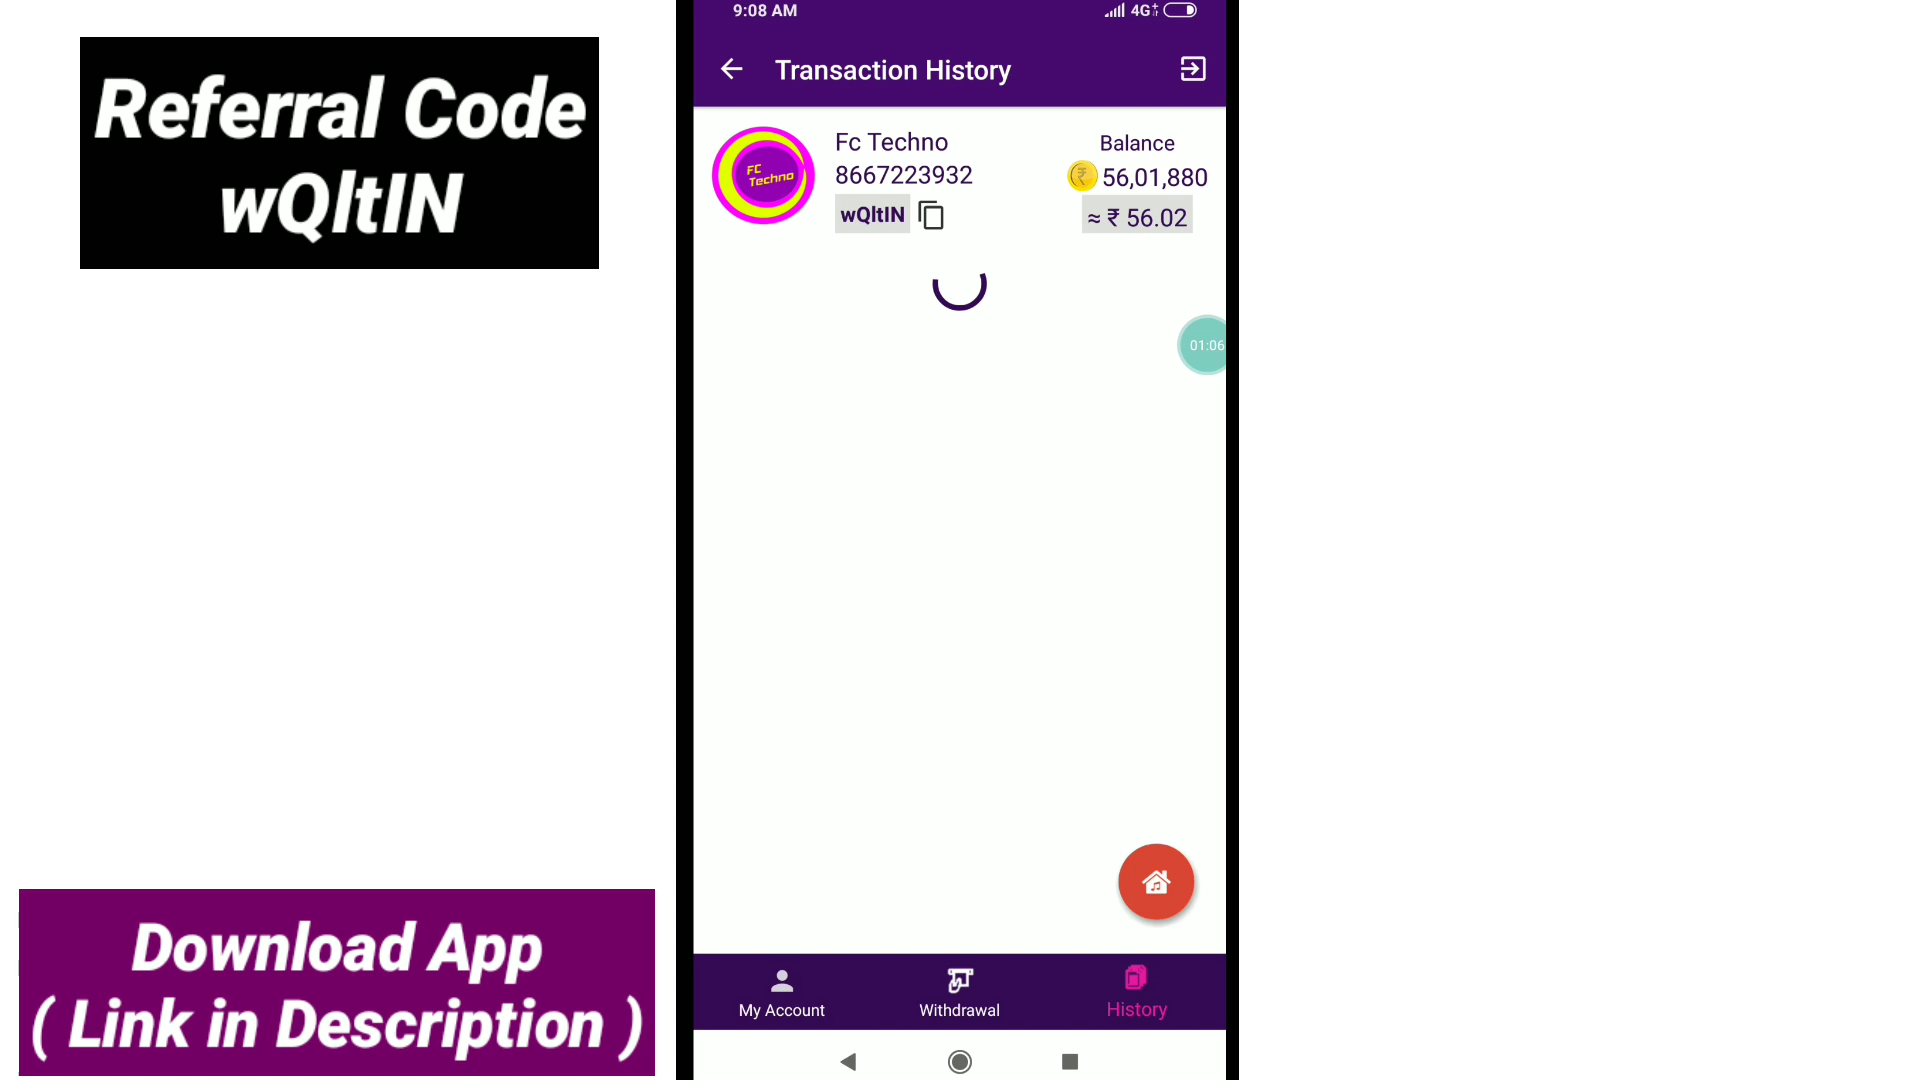 Referral Code
wQltIN
9:08 AM
4G+
Transaction History
FC
Techno
Fc Techno
8667223932
wQltIN
Balance
56,01,880
≈ ₹ 56.02
01:06
My Account
Withdrawal
History
Download App
( Link in Description )